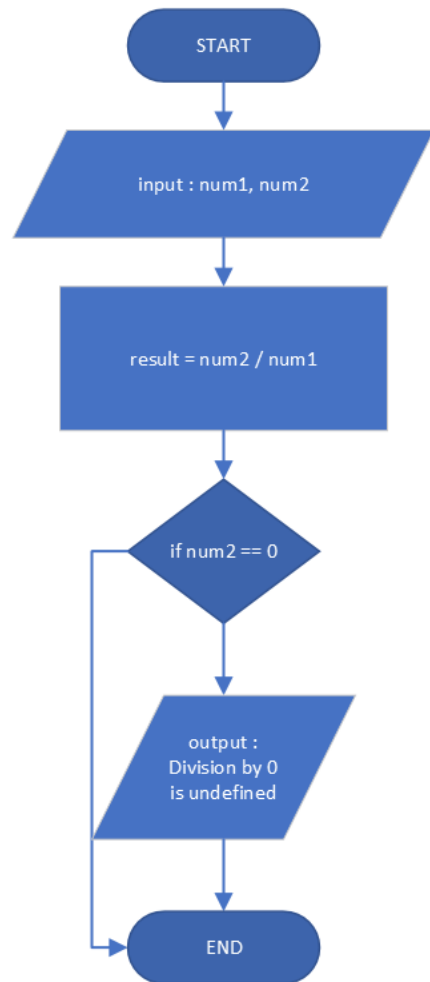 START
input : num1, num2
result = num2 / num1
if num2 == 0
output :
Division by 0
is undefined
END